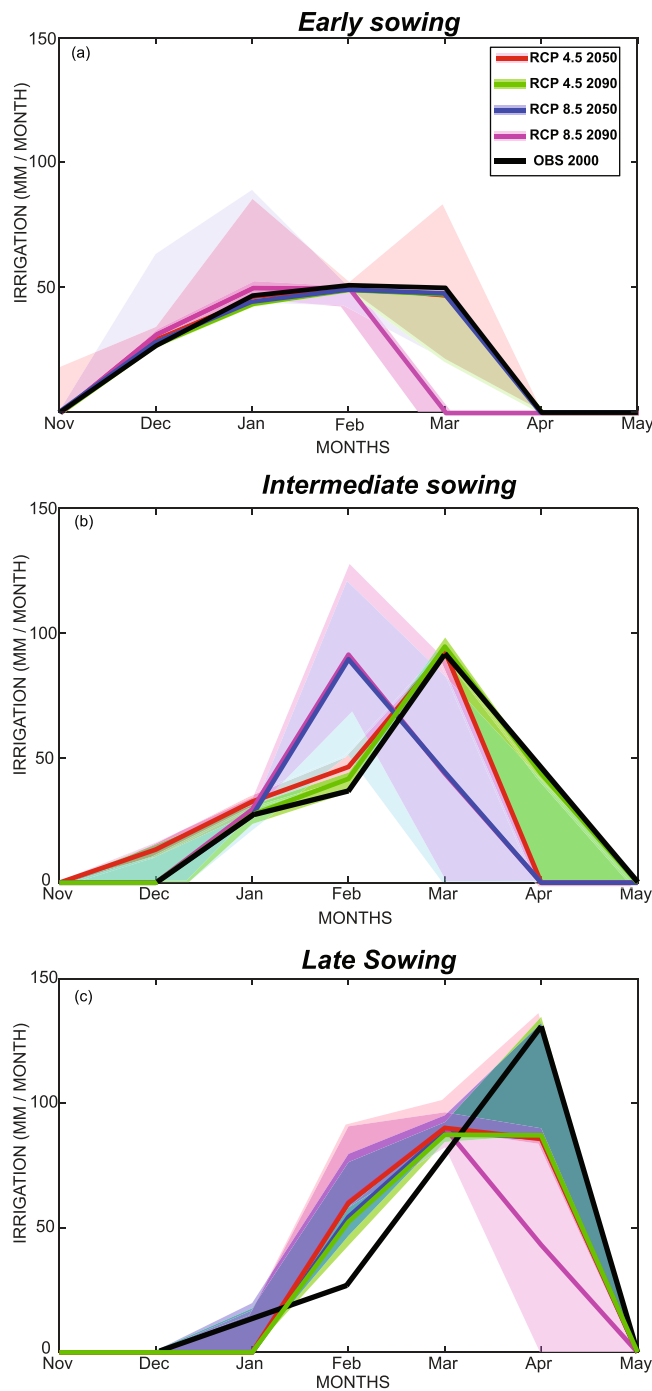 Early sowing
150
(a)
RCP 4.5 2050
RCP 4.5 2090
RCP 8.5 2050
RCP 8.5 2090
OBS 2000
100
IRRIGATION (MM / MONTH)
50
0
Nov Dec Jan Feb Mar Apr May
MONTHS
Intermediate sowing
150
(b)
100
IRRIGATION (MM / MONTH)
50
0
Nov Dec Jan Feb Mar Apr May
MONTHS
Late Sowing
150
(c)
100
IRRIGATION (MM / MONTH)
50
0
Nov Dec Jan Feb Mar Apr May
MONTHS